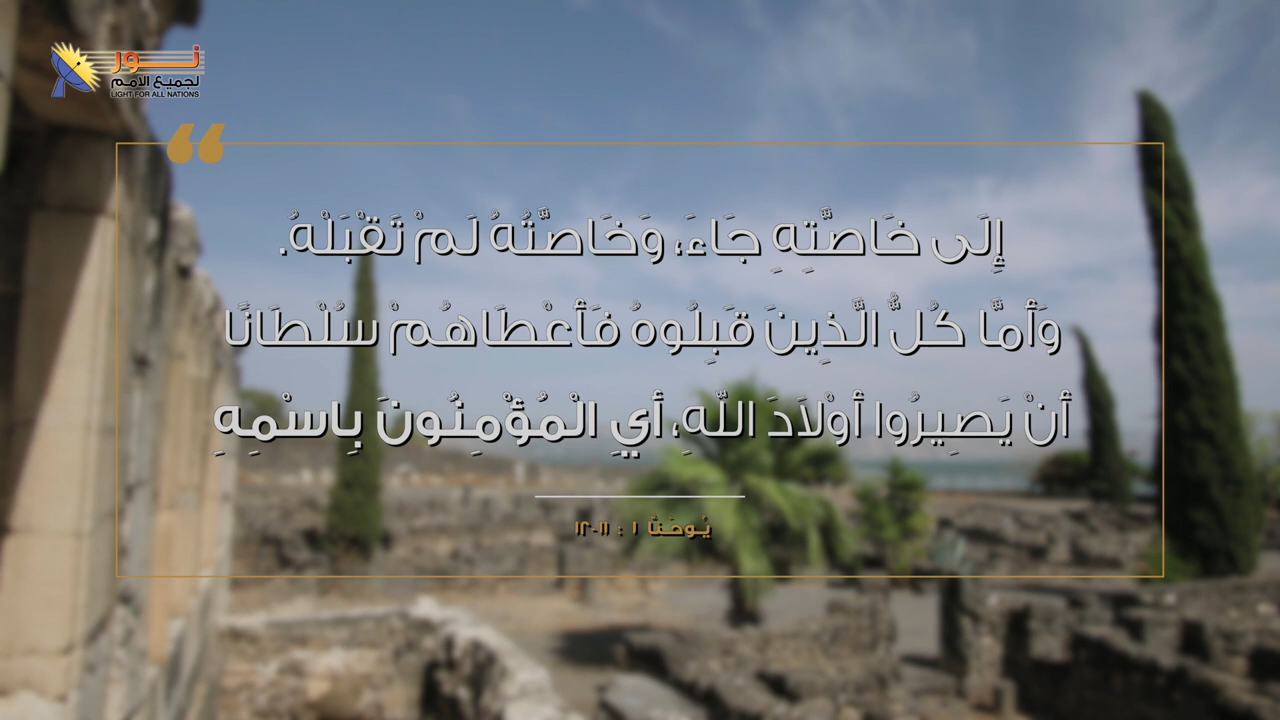 نور
لجميع الأمم
LIGHT FOR ALL NATIONS
إِلَى خَاصَّتِهِ جَاءَ، وَخَاصَّتُهُ لَمْ تَقْبَلْهُ.
وَأَمَّا كُلُّ الَّذِينَ قَبِلُوهُ فَأَعْطَاهُمْ سُلْطَانًا
أَنْ يَصِيرُوا أَوْلاَدَ اللهِ، أَيِ الْمُؤْمِنُونَ بِاسْمِهِ
يُوحَنَّا ١ : ١١-١٢